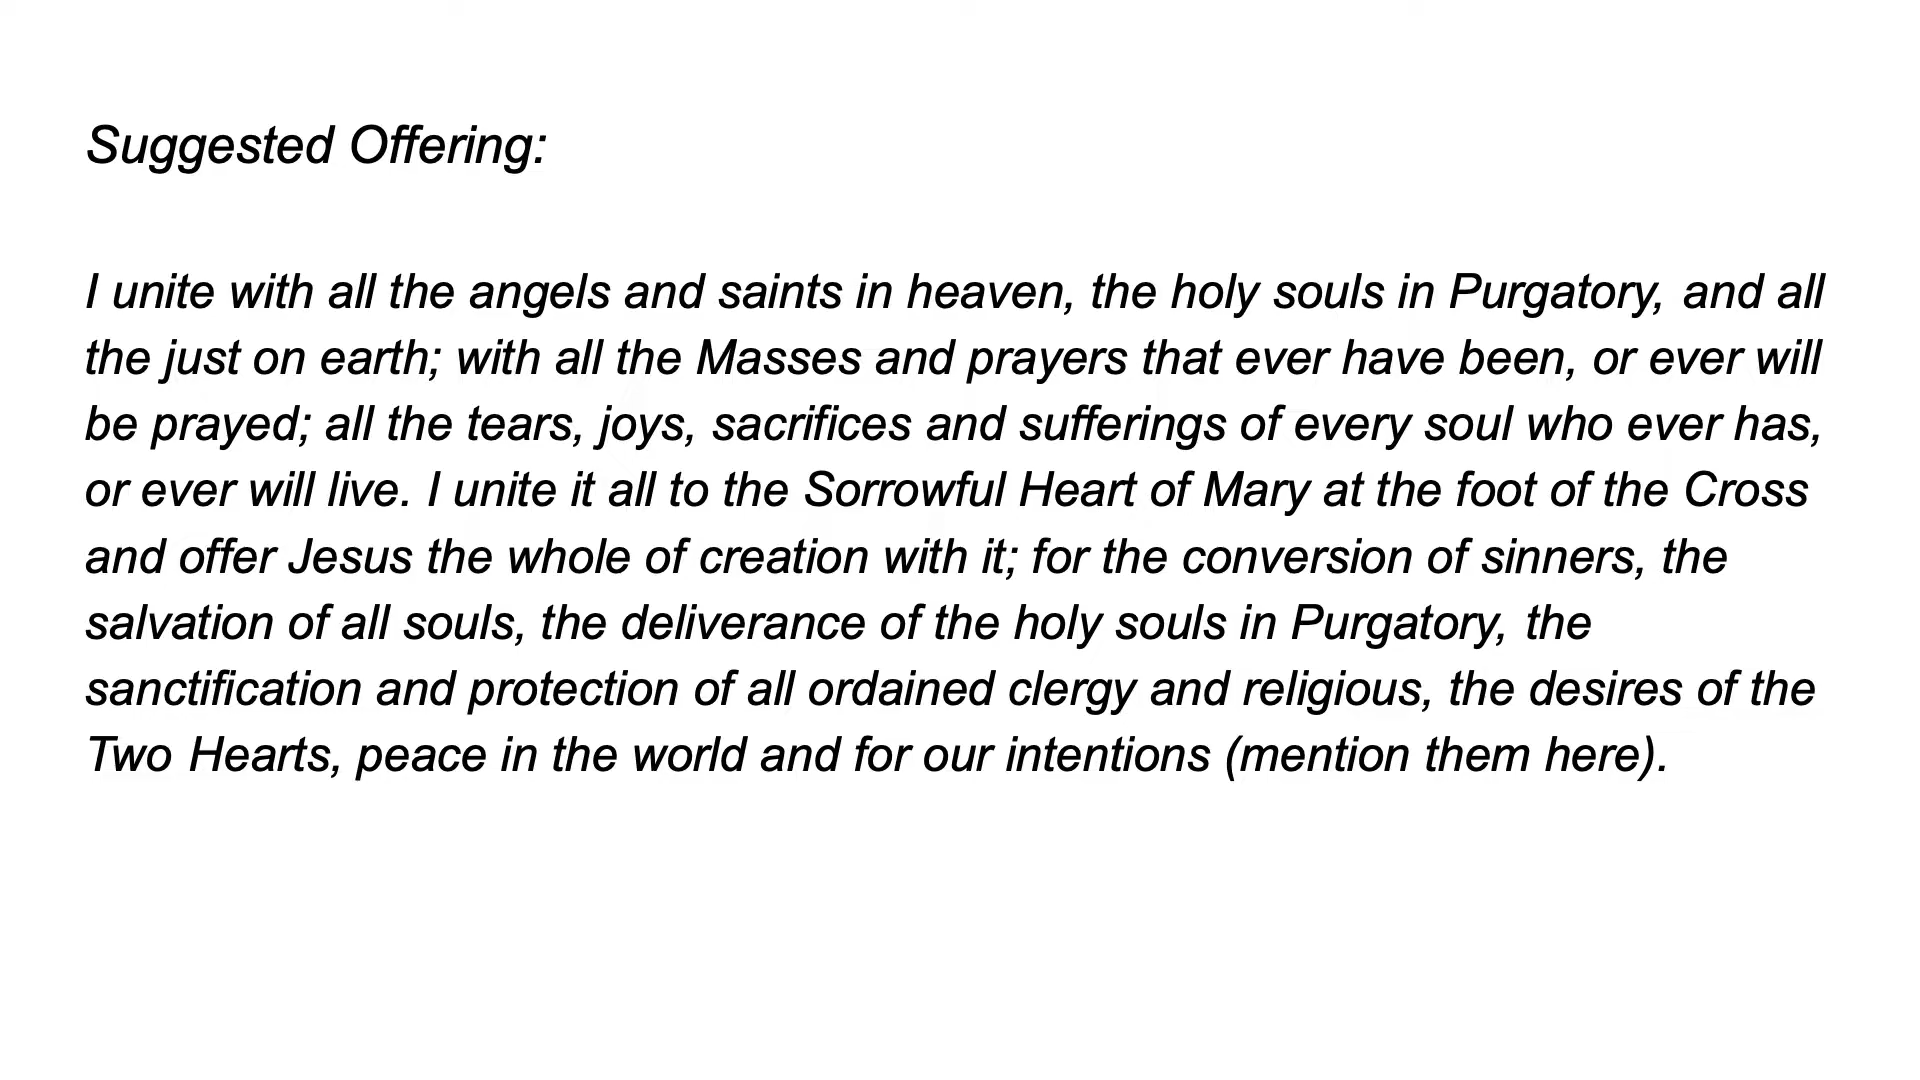 Suggested Offering:
I unite with all the angels and saints in heaven, the holy souls in Purgatory, and all
the just on earth; with all the Masses and prayers that ever have been, or ever will
be prayed; all the tears, joys, sacrifices and sufferings of every soul who ever has,
or ever will live. I unite it all to the Sorrowful Heart of Mary at the foot of the Cross
and offer Jesus the whole of creation with it; for the conversion of sinners, the
salvation of all souls, the deliverance of the holy souls in Purgatory, the
sanctification and protection of all ordained clergy and religious, the desires of the
Two Hearts, peace in the world and for our intentions (mention them here).